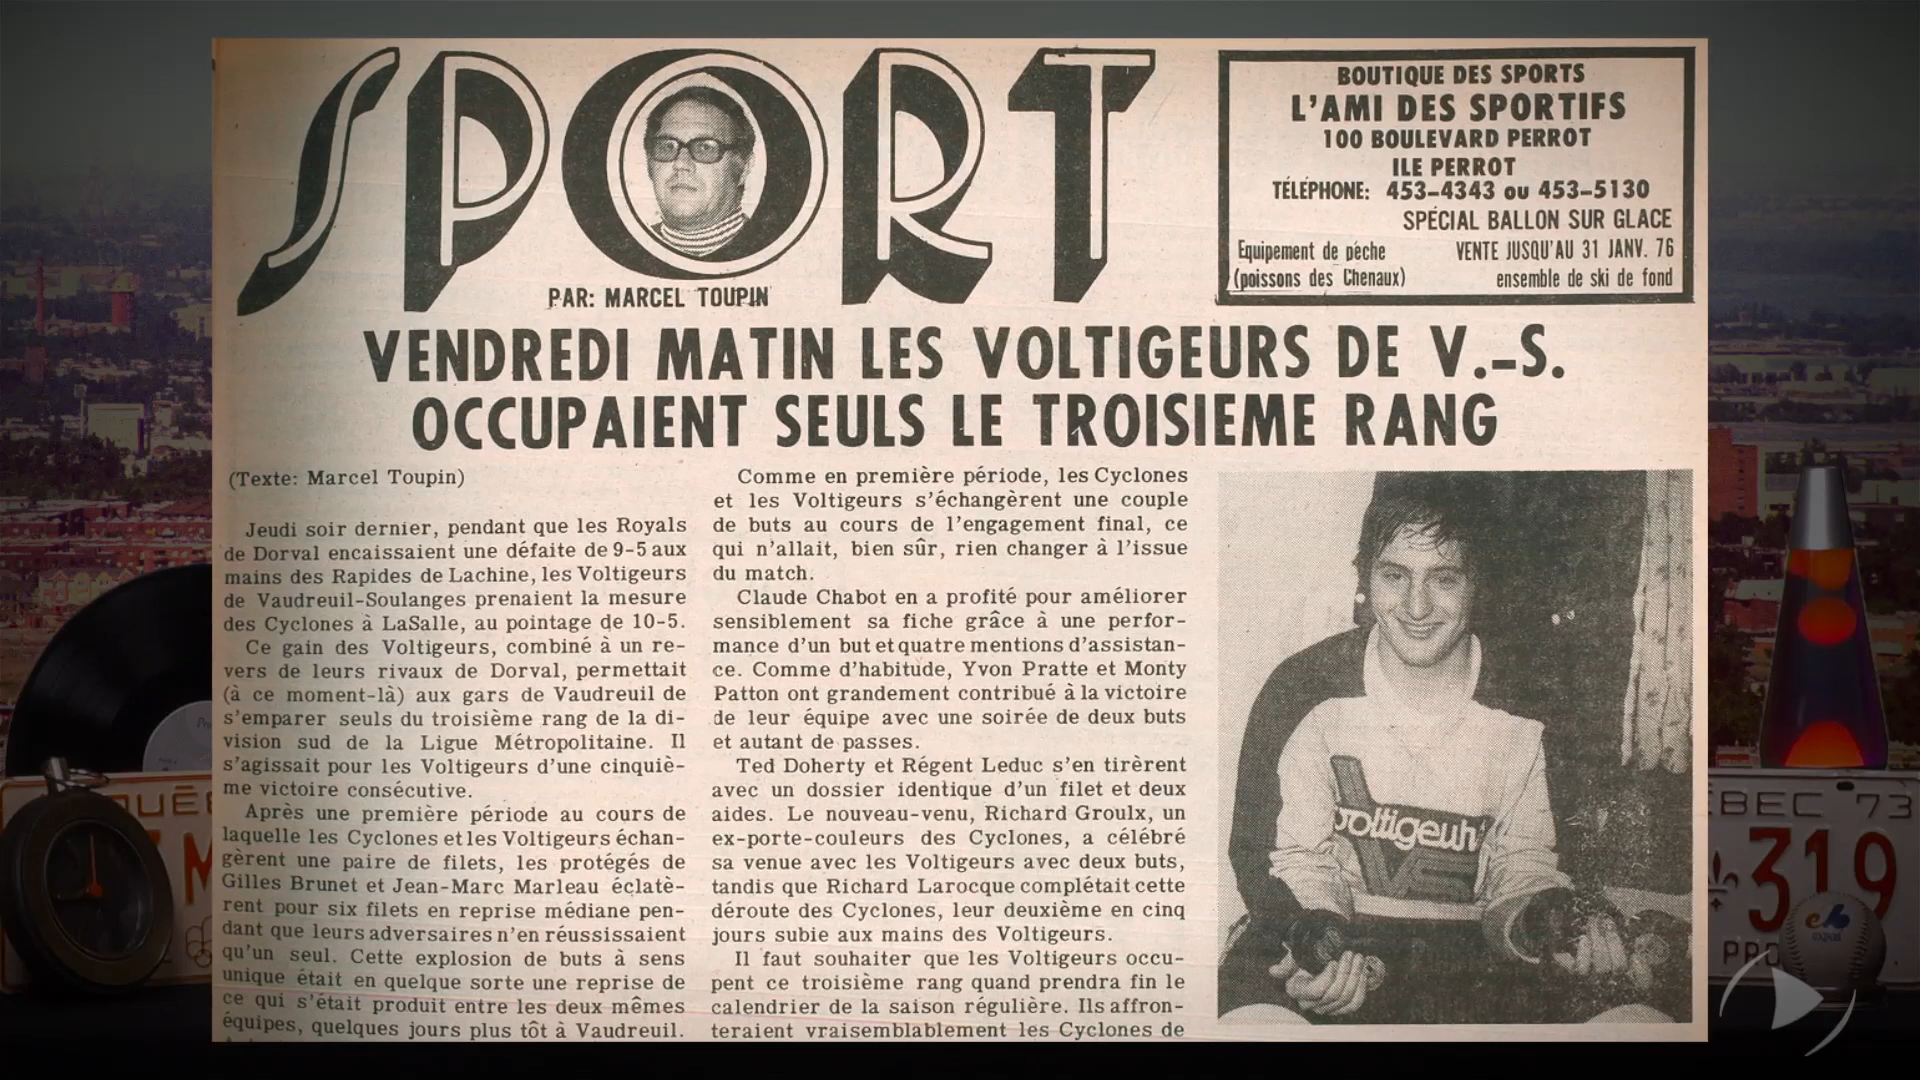 SPORT
PAR: MARCEL TOUPIN
BOUTIQUE DES SPORTS
L'AMI DES SPORTIFS
100 BOULEVARD PERROT
ILE PERROT
TÉLÉPHONE: 453-4343 ou 453-5130
SPÉCIAL BALLON SUR GLACE
Equipement de pêche
(poissons des Chenaux)
VENTE JUSQU'AU 31 JANV. 76
ensemble de ski de fond
VENDREDI MATIN LES VOLTIGEURS DE V.-S.
OCCUPAIENT SEULS LE TROISIEME RANG
(Texte: Marcel Toupin)
Jeudi soir dernier, pendant que les Royals
de Dorval encaissaient une défaite de 9-5 aux
mains des Rapides de Lachine, les Voltigeurs
de Vaudreuil-Soulanges prenaient la mesure
des Cyclones à LaSalle, au pointage de 10-5.
Ce gain des Voltigeurs, combiné à un re-
vers de leurs rivaux de Dorval, permettait
(à ce moment-là) aux gars de Vaudreuil de
s'emparer seuls du troisième rang de la di-
vision sud de la Ligue Métropolitaine. Il
s'agissait pour les Voltigeurs d'une cinquiè-
me victoire consécutive.
Après une première période au cours de
laquelle les Cyclones et les Voltigeurs échan-
gèrent une paire de filets, les protégés de
Gilles Brunet et Jean-Marc Marleau éclatè-
rent pour six filets en reprise médiane pen-
dant que leurs adversaires n'en réussissaient
qu'un seul. Cette explosion de buts à sens
unique était en quelque sorte une reprise de
ce qui s'était produit entre les deux mêmes
équipes, quelques jours plus tôt à Vaudreuil.
Comme en première période, les Cyclones
et les Voltigeurs s'échangèrent une couple
de buts au cours de l'engagement final, ce
qui n'allait, bien sûr, rien changer à l'issue
du match.
Claude Chabot en a profité pour améliorer
sensiblement sa fiche grâce à une perfor-
mance d'un but et quatre mentions d'assistan-
ce. Comme d'habitude, Yvon Pratte et Monty
Patton ont grandement contribué à la victoire
de leur équipe avec une soirée de deux buts
et autant de passes.
Ted Doherty et Régent Leduc s'en tirèrent
avec un dossier identique d'un filet et deux
aides. Le nouveau-venu, Richard Groulx, un
ex-porte-couleurs des Cyclones, a célébré
sa venue avec les Voltigeurs avec deux buts,
tandis que Richard Larocque complétait cette
déroute des Cyclones, leur deuxième en cinq
jours subie aux mains des Voltigeurs.
Il faut souhaiter que les Voltigeurs occu-
pent ce troisième rang quand prendra fin le
calendrier de la saison régulière. Ils affron-
teraient vraisemblablement les Cyclones de
voltigeur
VS
QUÉ
M
ÉBEC 73
319
eb
expos